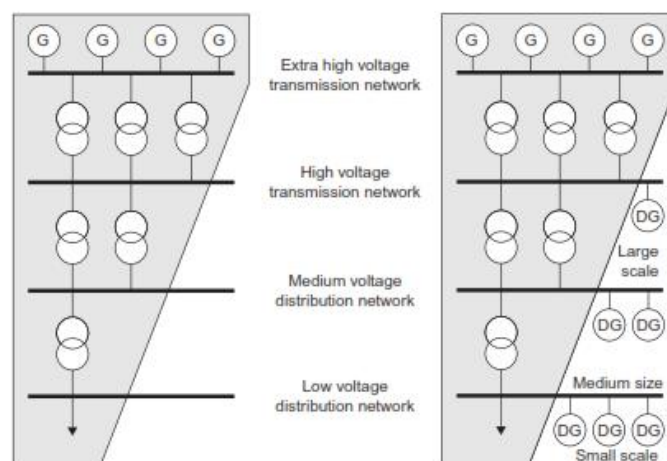 G G G G
G G G G
Extra high voltage
transmission network
High voltage
transmission network
DG
Large
scale
Medium voltage
distribution network
DG DG
Medium size
Low voltage
distribution network
DG DG DG
Small scale